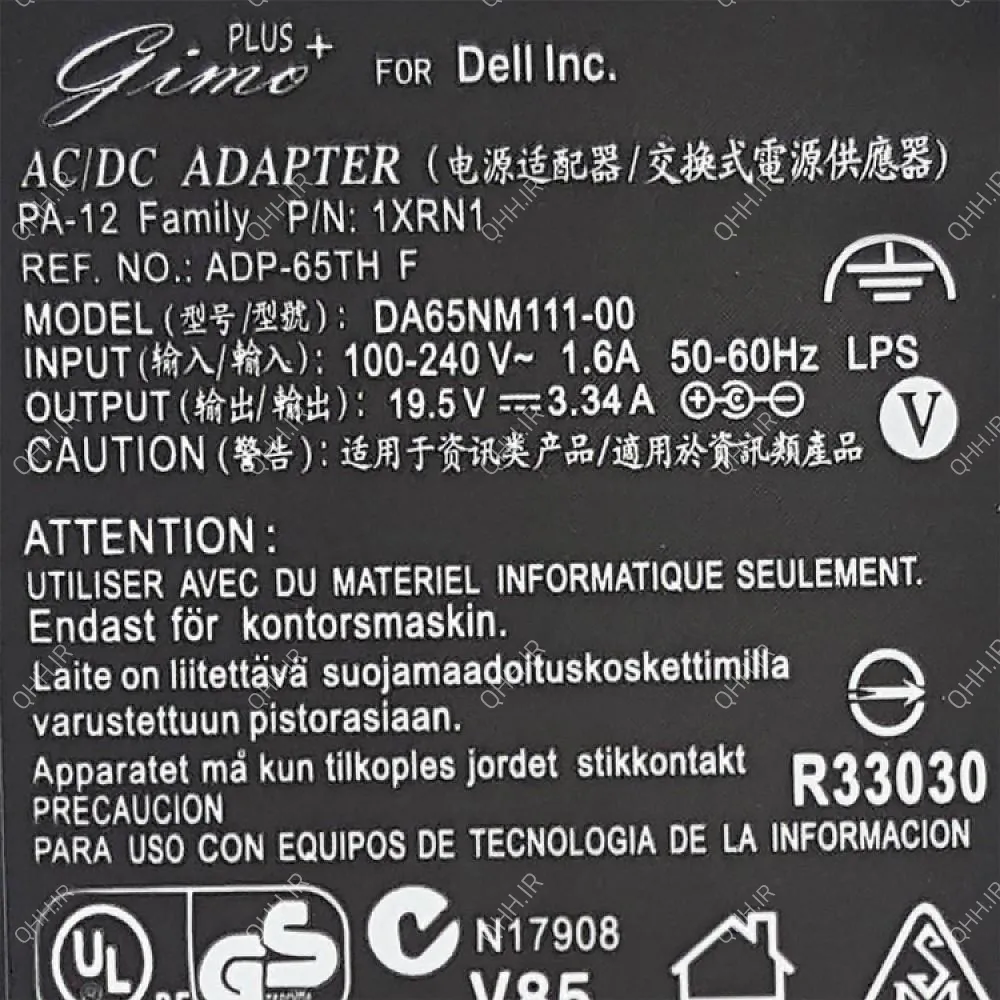 Gimo PLUS + FOR Dell Inc.
AC/DC ADAPTER (电源适配器/交換式電源供應器)
PA-12 Family P/N: 1XRN1
REF. NO.: ADP-65TH F
MODEL (型号/型號): DA65NM111-00
INPUT (输入/輸入): 100-240 V~ 1.6A 50-60Hz LPS
OUTPUT (输出/輸出): 19.5 V ⎓ 3.34 A
V
CAUTION (警告): 适用于资讯类产品/適用於資訊類產品
ATTENTION :
UTILISER AVEC DU MATERIEL INFORMATIQUE SEULEMENT.
Endast för kontorsmaskin.
Laite on liitettävä suojamaadoituskoskettimilla
varustettuun pistorasiaan.
Apparatet må kun tilkoples jordet stikkontakt
R33030
PRECAUCION
PARA USO CON EQUIPOS DE TECNOLOGIA DE LA INFORMACION
UL GS N17908
V85
QHH.IR